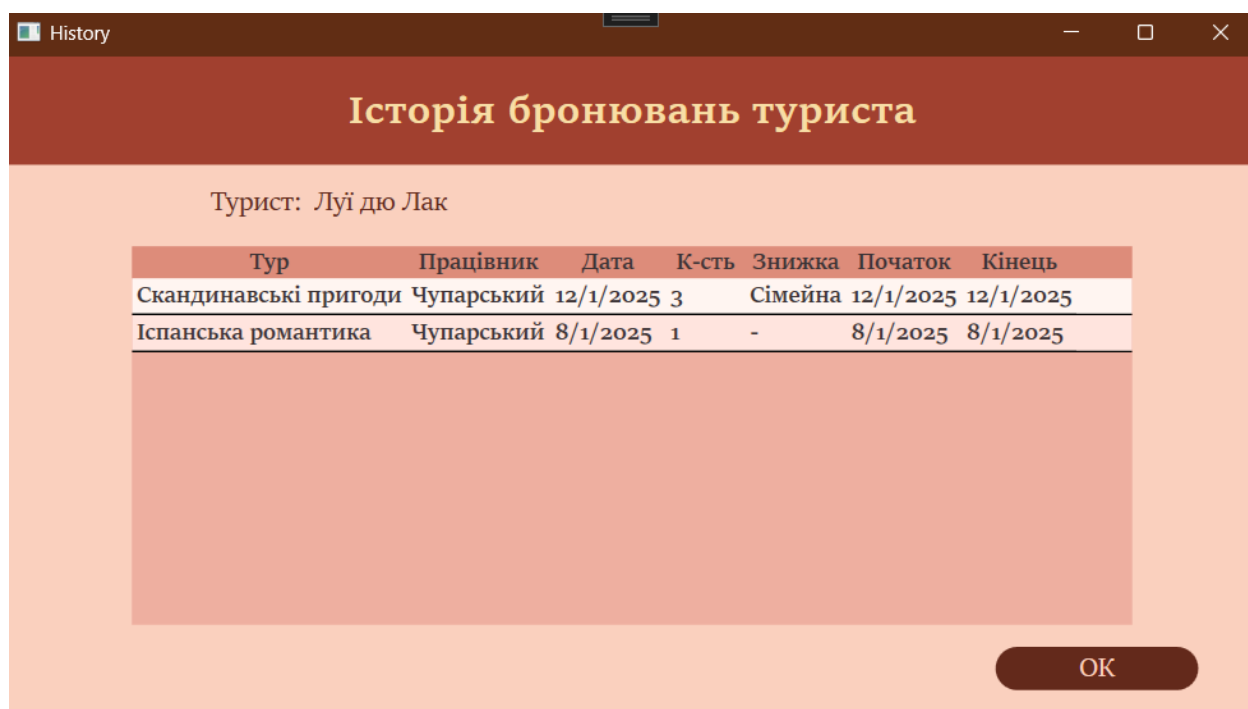 History
Історія бронювань туриста
Турист: Луї дю Лак
Тур Працівник Дата К-сть Знижка Початок Кінець
Скандинавські пригоди Чупарський 12/1/2025 3 Сімейна 12/1/2025 12/1/2025
Іспанська романтика Чупарський 8/1/2025 1 - 8/1/2025 8/1/2025
ОК